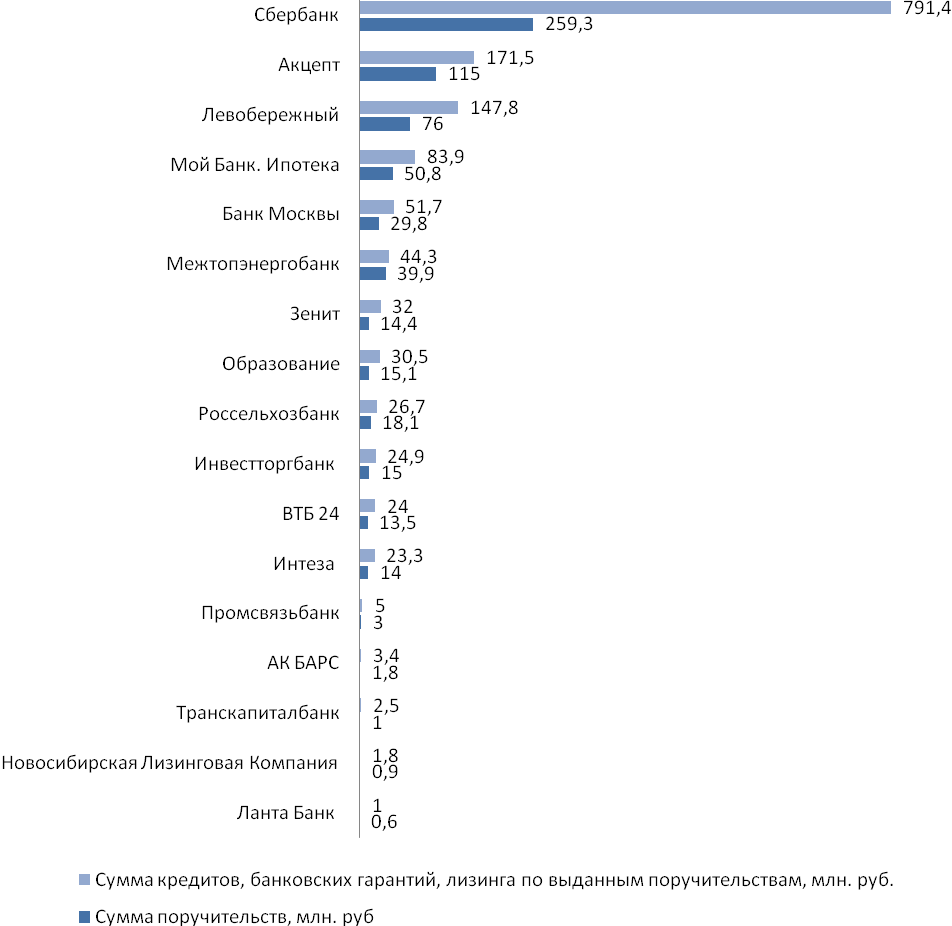 Сбербанк
791,4
259,3
Акцепт
171,5
115
Левобережный
147,8
76
Мой Банк. Ипотека
83,9
50,8
Банк Москвы
51,7
29,8
Межтопэнергобанк
44,3
39,9
Зенит
32
14,4
Образование
30,5
15,1
Россельхозбанк
26,7
18,1
Инвестторгбанк
24,9
15
ВТБ 24
24
13,5
Интеза
23,3
14
Промсвязьбанк
5
3
АК БАРС
3,4
1,8
Транскапиталбанк
2,5
1
Новосибирская Лизинговая Компания
1,8
0,9
Ланта Банк
1
0,6
Сумма кредитов, банковских гарантий, лизинга по выданным поручительствам, млн. руб.
Сумма поручительств, млн. руб